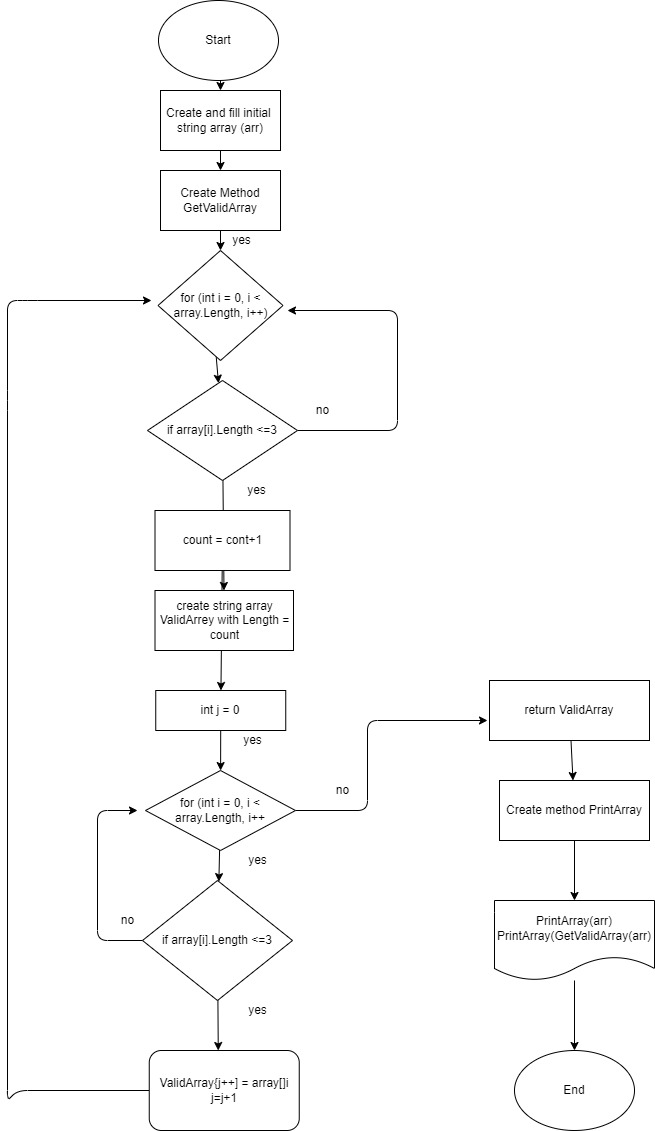 Start
Create and fill initial
string array (arr)
Create Method
GetValidArray
yes
for (int i = 0, i <
array.Length, i++)
if array[i].Length <=3
no
yes
count = cont+1
create string array
ValidArrey with Length =
count
int j = 0
yes
for (int i = 0, i <
array.Length, i++
no
yes
if array[i].Length <=3
no
yes
ValidArray{j++] = array[]i
j=j+1
return ValidArray
Create method PrintArray
PrintArray(arr)
PrintArray(GetValidArray(arr)
End